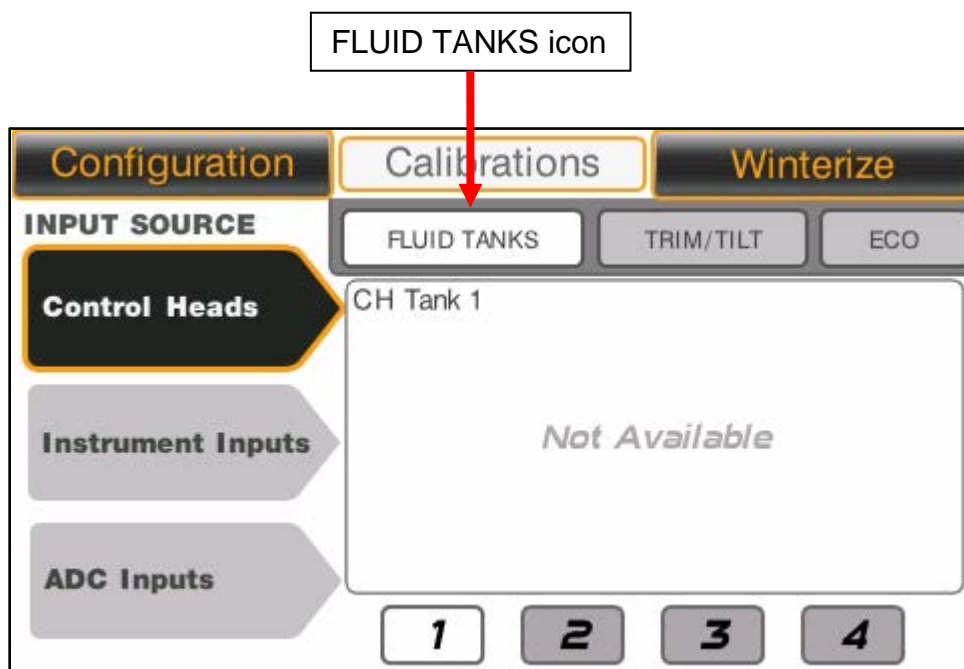 FLUID TANKS icon
Configuration
Calibrations
Winterize
INPUT SOURCE
FLUID TANKS
TRIM/TILT
ECO
Control Heads
CH Tank 1
Instrument Inputs
Not Available
ADC Inputs
1
2
3
4